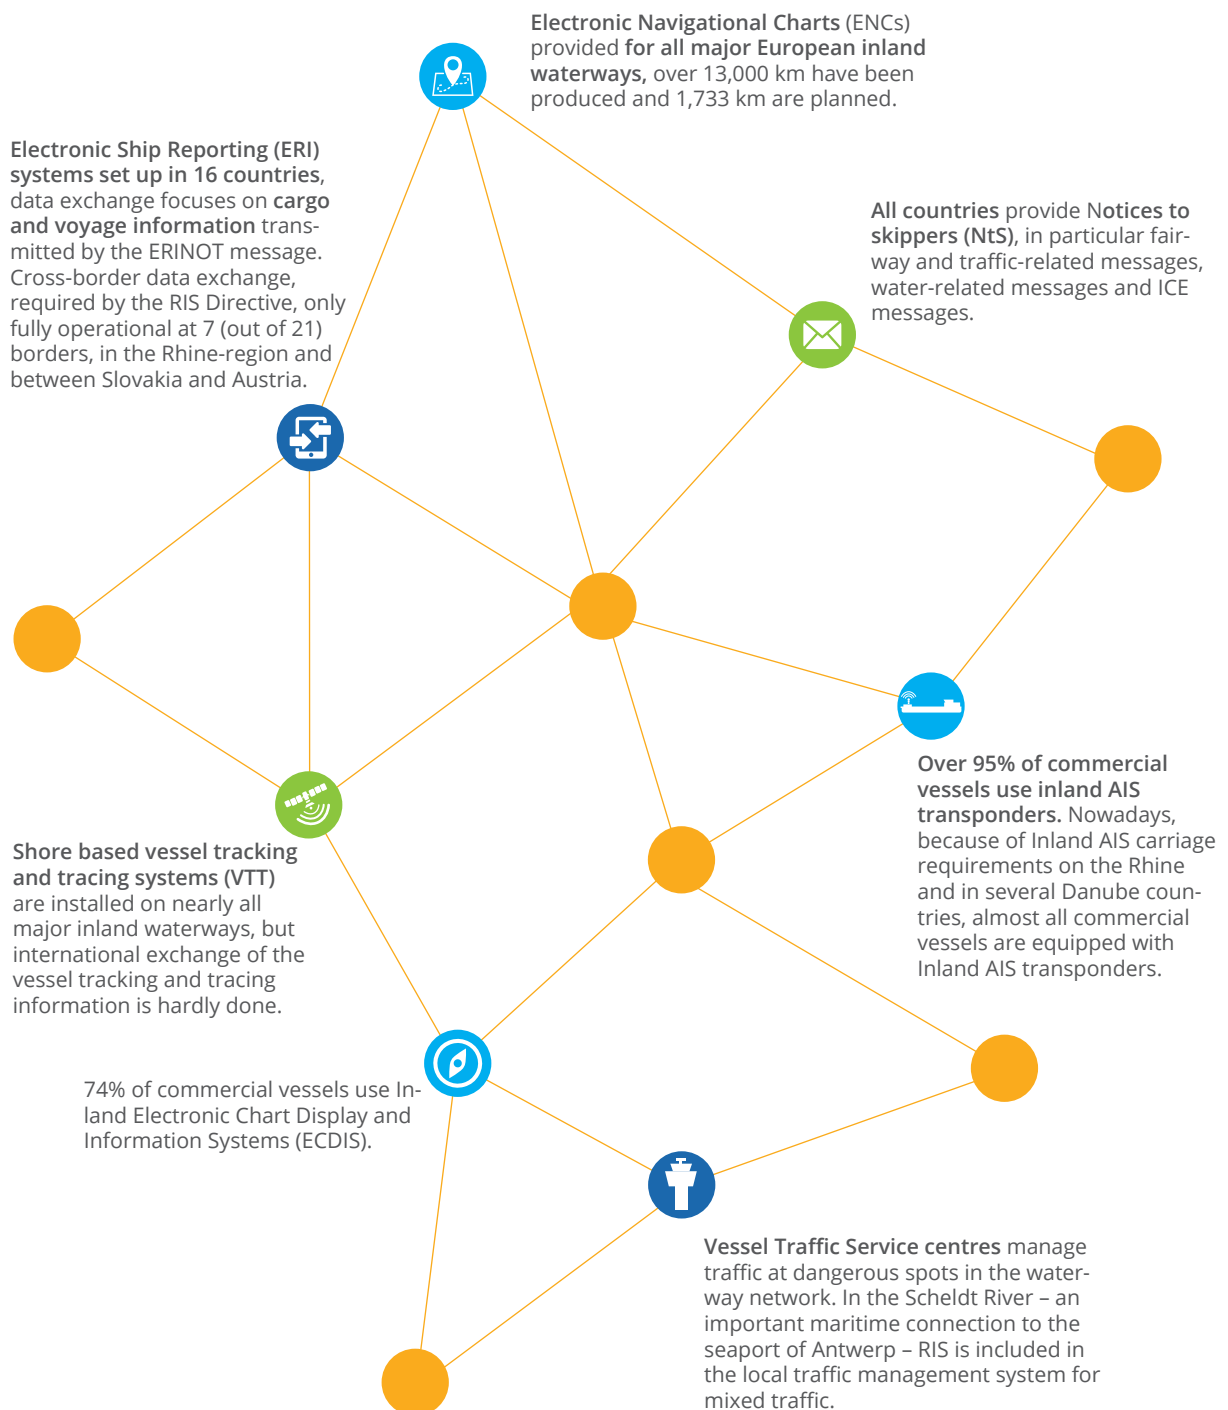 Electronic Navigational Charts (ENCs)
provided for all major European inland
waterways, over 13,000 km have been
produced and 1,733 km are planned.
Electronic Ship Reporting (ERI)
systems set up in 16 countries,
data exchange focuses on cargo
and voyage information trans-
mitted by the ERINOT message.
Cross-border data exchange,
required by the RIS Directive, only
fully operational at 7 (out of 21)
borders, in the Rhine-region and
between Slovakia and Austria.
All countries provide Notices to
skippers (NtS), in particular fair-
way and traffic-related messages,
water-related messages and ICE
messages.
Over 95% of commercial
vessels use inland AIS
transponders. Nowadays,
because of Inland AIS carriage
requirements on the Rhine
and in several Danube coun-
tries, almost all commercial
vessels are equipped with
Inland AIS transponders.
Shore based vessel tracking
and tracing systems (VTT)
are installed on nearly all
major inland waterways, but
international exchange of the
vessel tracking and tracing
information is hardly done.
74% of commercial vessels use In-
land Electronic Chart Display and
Information Systems (ECDIS).
Vessel Traffic Service centres manage
traffic at dangerous spots in the water-
way network. In the Scheldt River – an
important maritime connection to the
seaport of Antwerp – RIS is included in
the local traffic management system for
mixed traffic.